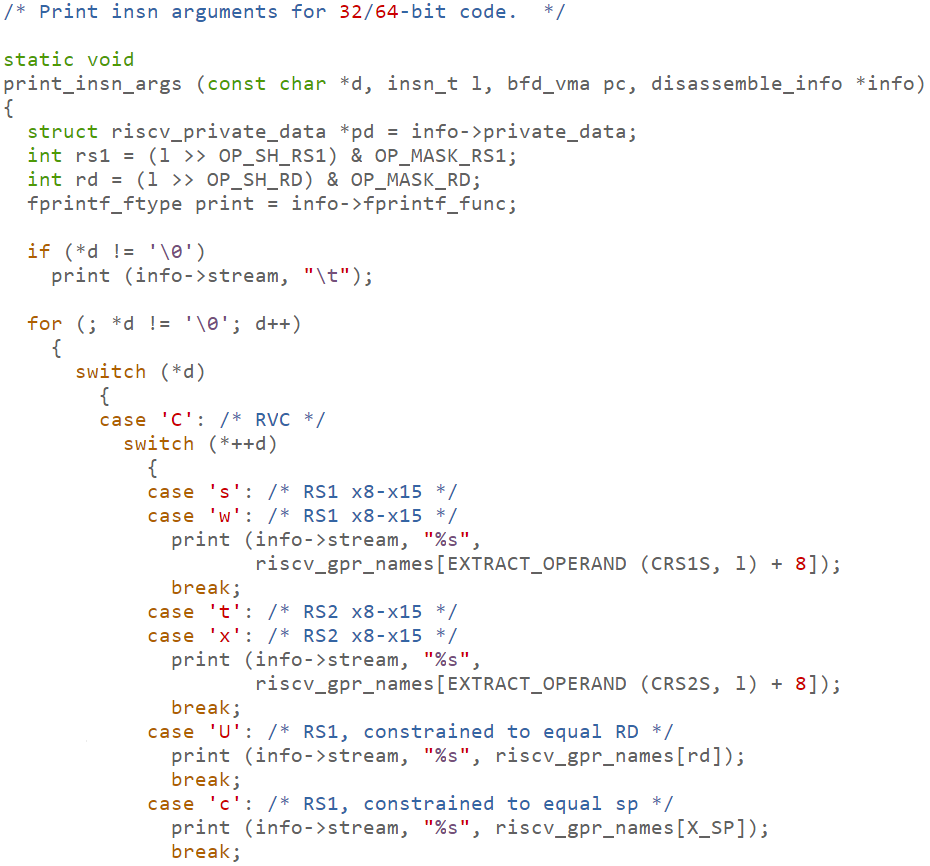 /* Print insn arguments for 32/64-bit code.  */

static void
print_insn_args (const char *d, insn_t l, bfd_vma pc, disassemble_info *info)
{
  struct riscv_private_data *pd = info->private_data;
  int rs1 = (l >> OP_SH_RS1) & OP_MASK_RS1;
  int rd = (l >> OP_SH_RD) & OP_MASK_RD;
  fprintf_ftype print = info->fprintf_func;

  if (*d != '\0')
    print (info->stream, "\t");

  for (; *d != '\0'; d++)
    {
      switch (*d)
        {
        case 'C': /* RVC */
          switch (*++d)
            {
            case 's': /* RS1 x8-x15 */
            case 'w': /* RS1 x8-x15 */
              print (info->stream, "%s",
                     riscv_gpr_names[EXTRACT_OPERAND (CRS1S, l) + 8]);
              break;
            case 't': /* RS2 x8-x15 */
            case 'x': /* RS2 x8-x15 */
              print (info->stream, "%s",
                     riscv_gpr_names[EXTRACT_OPERAND (CRS2S, l) + 8]);
              break;
            case 'U': /* RS1, constrained to equal RD */
              print (info->stream, "%s", riscv_gpr_names[rd]);
              break;
            case 'c': /* RS1, constrained to equal sp */
              print (info->stream, "%s", riscv_gpr_names[X_SP]);
              break;